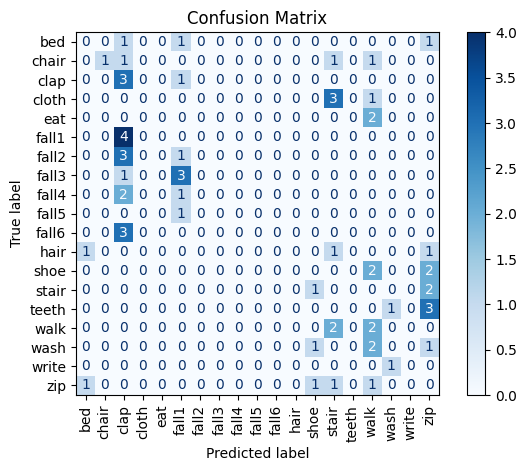 Confusion Matrix
True label
bed 0 0 1 0 0 1 0 0 0 0 0 0 0 0 0 0 0 0 1
chair 0 1 1 0 0 0 0 0 0 0 0 0 0 1 0 1 0 0 0
clap 0 0 3 0 0 1 0 0 0 0 0 0 0 0 0 0 0 0 0
cloth 0 0 0 0 0 0 0 0 0 0 0 0 0 3 0 1 0 0 0
eat 0 0 0 0 0 0 0 0 0 0 0 0 0 0 0 2 0 0 0
fall1 0 0 4 0 0 0 0 0 0 0 0 0 0 0 0 0 0 0 0
fall2 0 0 3 0 0 1 0 0 0 0 0 0 0 0 0 0 0 0 0
fall3 0 0 1 0 0 3 0 0 0 0 0 0 0 0 0 0 0 0 0
fall4 0 0 2 0 0 1 0 0 0 0 0 0 0 0 0 0 0 0 0
fall5 0 0 0 0 0 1 0 0 0 0 0 0 0 0 0 0 0 0 0
fall6 0 0 3 0 0 0 0 0 0 0 0 0 0 0 0 0 0 0 0
hair 1 0 0 0 0 0 0 0 0 0 0 0 0 1 0 0 0 0 1
shoe 0 0 0 0 0 0 0 0 0 0 0 0 0 0 0 2 0 0 2
stair 0 0 0 0 0 0 0 0 0 0 0 0 1 0 0 0 0 0 2
teeth 0 0 0 0 0 0 0 0 0 0 0 0 0 0 0 3 1 0 3
walk 0 0 0 0 0 0 0 0 0 0 0 0 0 2 0 2 0 0 0
wash 0 0 0 0 0 0 0 0 0 0 0 0 1 0 0 2 0 0 1
write 0 0 0 0 0 0 0 0 0 0 0 0 0 0 0 0 1 0 0
zip 1 0 0 0 0 0 0 0 0 0 0 0 1 1 0 1 0 0 0
bed chair clap cloth eat fall1 fall2 fall3 fall4 fall5 fall6 hair shoe stair teeth walk wash write zip
Predicted label
4.0
3.5
3.0
2.5
2.0
1.5
1.0
0.5
0.0